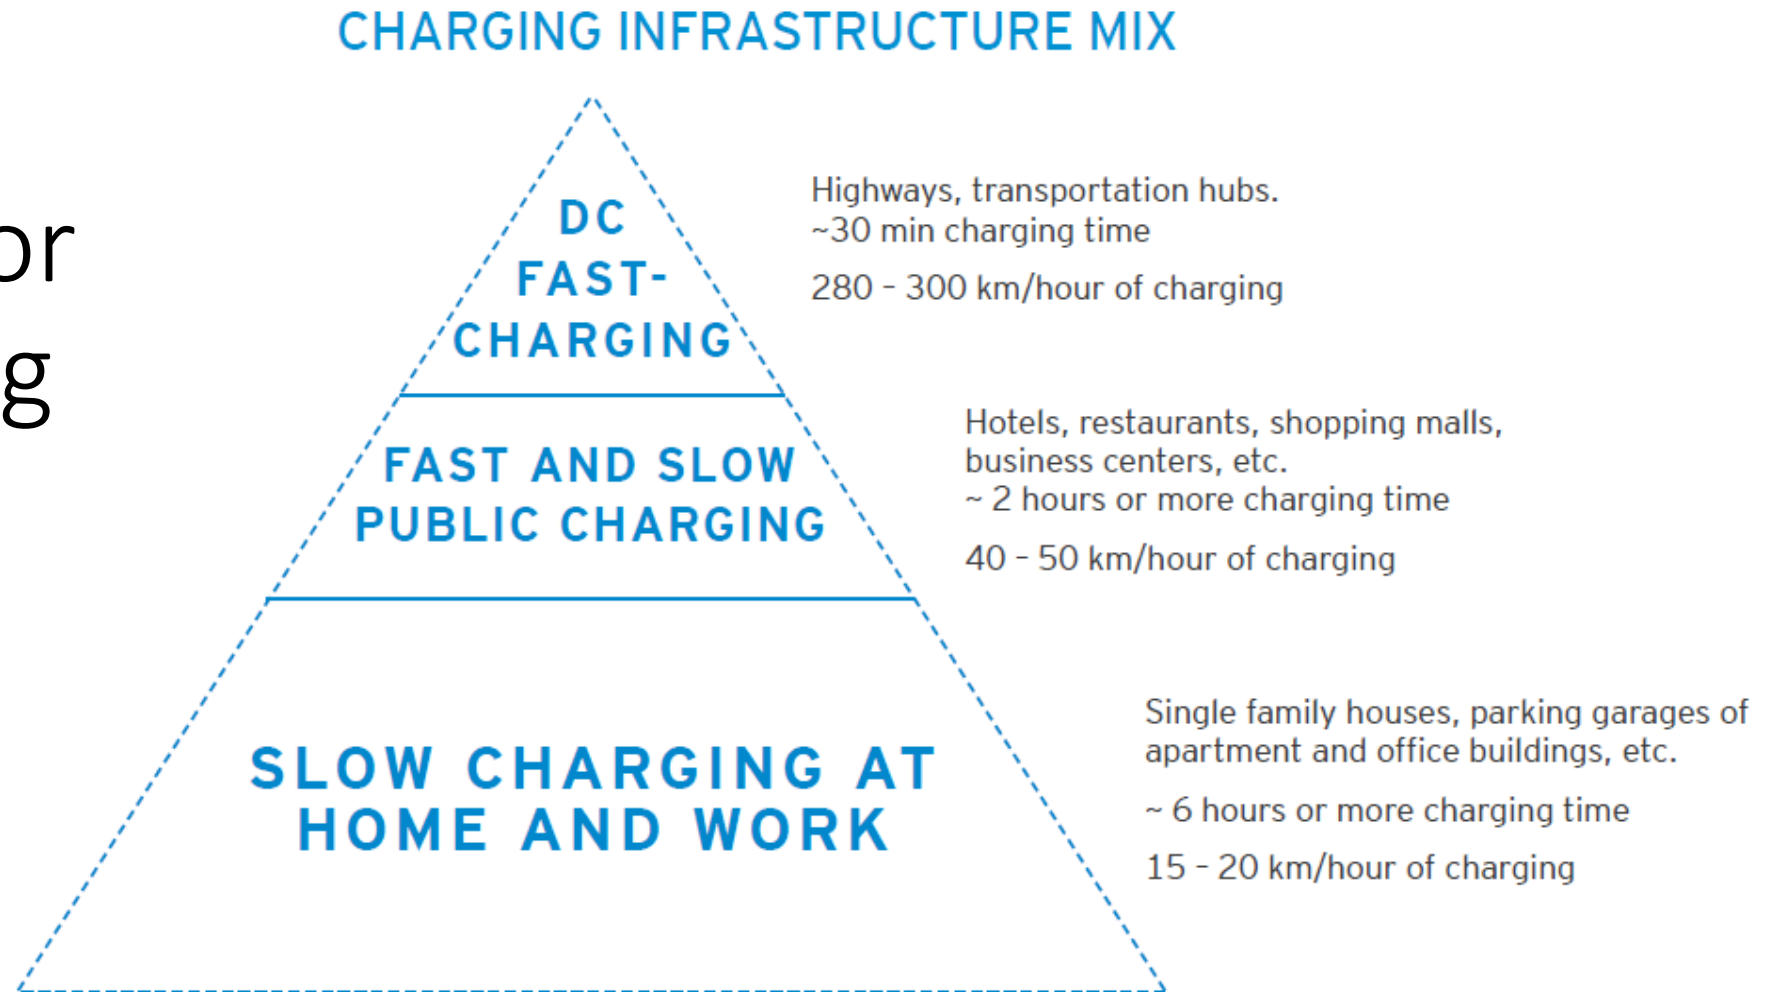 CHARGING INFRASTRUCTURE MIX
or
g
DC
FAST-
CHARGING
Highways, transportation hubs.
~30 min charging time
280 – 300 km/hour of charging
FAST AND SLOW
PUBLIC CHARGING
Hotels, restaurants, shopping malls,
business centers, etc.
~ 2 hours or more charging time
40 – 50 km/hour of charging
SLOW CHARGING AT
HOME AND WORK
Single family houses, parking garages of
apartment and office buildings, etc.
~ 6 hours or more charging time
15 – 20 km/hour of charging